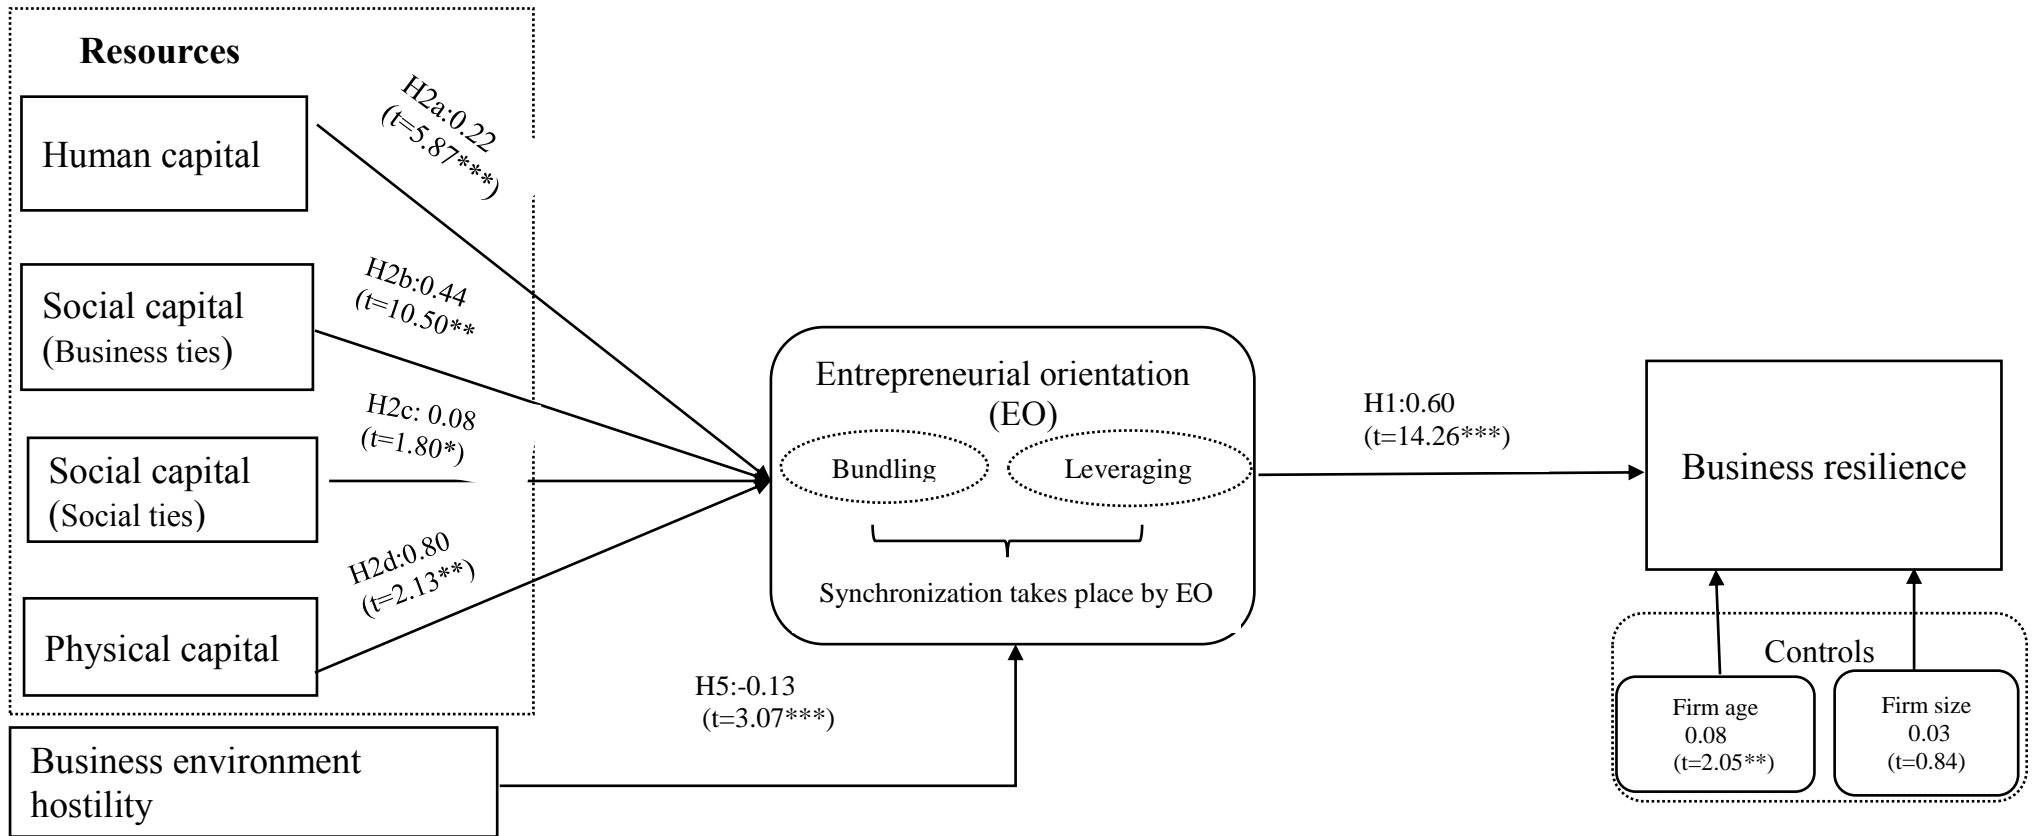 Resources
Human capital
H2a:0.22
(t=5.87***)
Social capital
(Business ties)
H2b:0.44
(t=10.50**
Social capital
(Social ties)
H2c: 0.08
(t=1.80*)
Physical capital
H2d:0.80
(t=2.13**)
Business environment
hostility
H5:-0.13
(t=3.07***)
Entrepreneurial orientation
(EO)
Bundling
Leveraging
Synchronization takes place by EO
H1:0.60
(t=14.26***)
Business resilience
Controls
Firm age
0.08
(t=2.05**)
Firm size
0.03
(t=0.84)